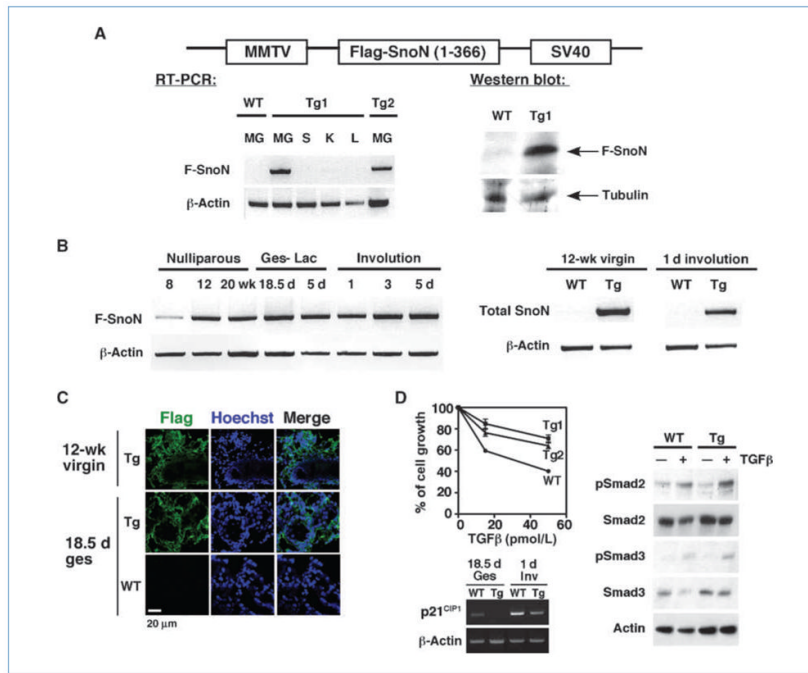 A
MMTV Flag-SnoN (1-366) SV40
RT-PCR: Western blot:
WT Tg1 Tg2
MG MG S K L MG
F-SnoN
β-Actin
WT Tg1
F-SnoN
Tubulin
B
Nulliparous Ges- Lac Involution
8 12 20 wk 18.5 d 5 d 1 3 5 d
F-SnoN
β-Actin
12-wk virgin 1 d involution
WT Tg WT Tg
Total SnoN
β-Actin
C
Flag Hoechst Merge
12-wk
virgin
Tg
18.5 d
ges
Tg
WT
20 µm
D
% of cell growth
100
80
60
40
20
0
0 20 40 60
TGFβ (pmol/L)
Tg1
Tg2
WT
18.5 d 1 d
Ges Inv
WT Tg WT Tg
p21CIP1
β-Actin
WT Tg
— + — + TGFβ
pSmad2
Smad2
pSmad3
Smad3
Actin